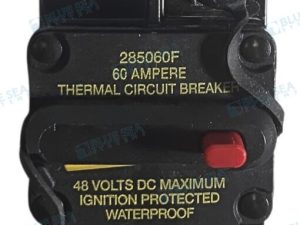 285060F
60 AMPERE
THERMAL CIRCUIT BREAKER
48 VOLTS DC MAXIMUM
IGNITION PROTECTED
WATERPROOF